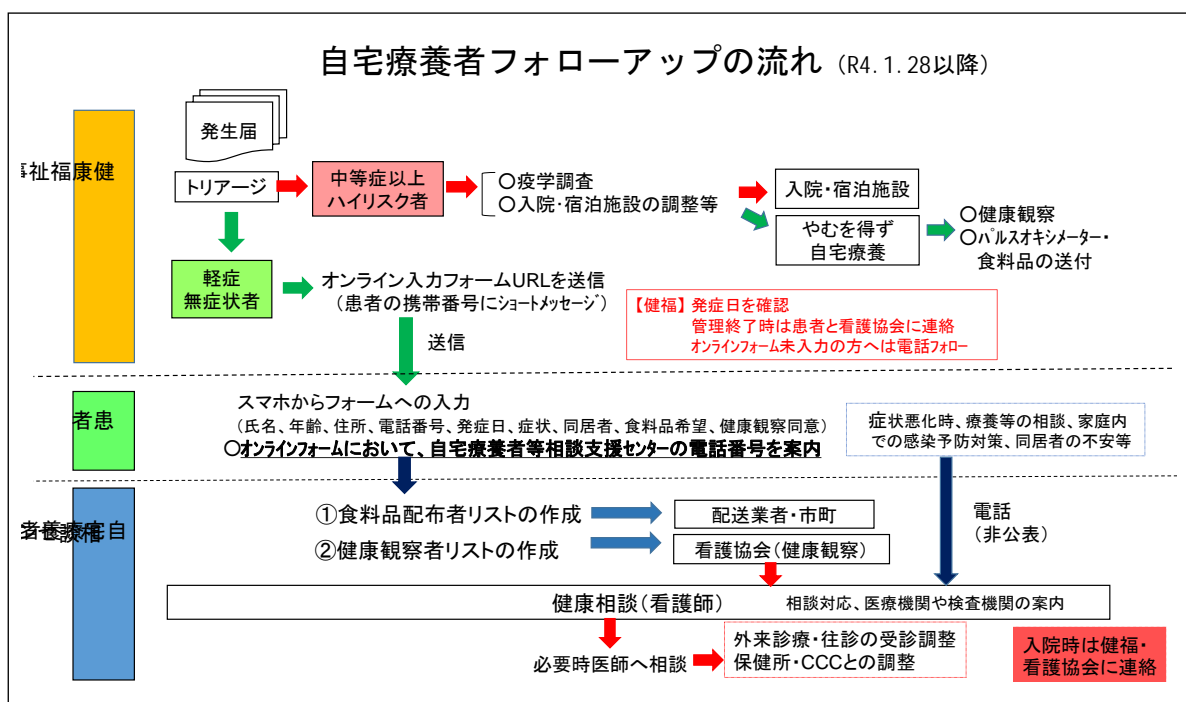 自宅療養者フォローアップの流れ（R4.1.28以降）
発生届
トリアージ
中等症以上
ハイリスク者
〇疫学調査
〇入院・宿泊施設の調整等
入院・宿泊施設
やむを得ず
自宅療養
〇健康観察
〇パルスオキシメーター・
食料品の送付
健康福祉
軽症
無症状者
オンライン入力フォームURLを送信
（患者の携帯番号にショートメッセージ）
送信
【健福】発症日を確認
管理終了時は患者と看護協会に連絡
オンラインフォーム未入力の方へは電話フォロー
患者
スマホからフォームへの入力
（氏名、年齢、住所、電話番号、発症日、症状、同居者、食料品希望、健康観察同意）
〇オンラインフォームにおいて、自宅療養者等相談支援センターの電話番号を案内
症状悪化時、療養等の相談、家庭内
での感染予防対策、同居者の不安等
自宅療養者
①食料品配布者リストの作成
配送業者・市町
②健康観察者リストの作成
看護協会（健康観察）
電話
（非公表）
健康相談（看護師） 相談対応、医療機関や検査機関の案内
必要時医師へ相談
外来診療・往診の受診調整
保健所・CCCとの調整
入院時は健福・
看護協会に連絡